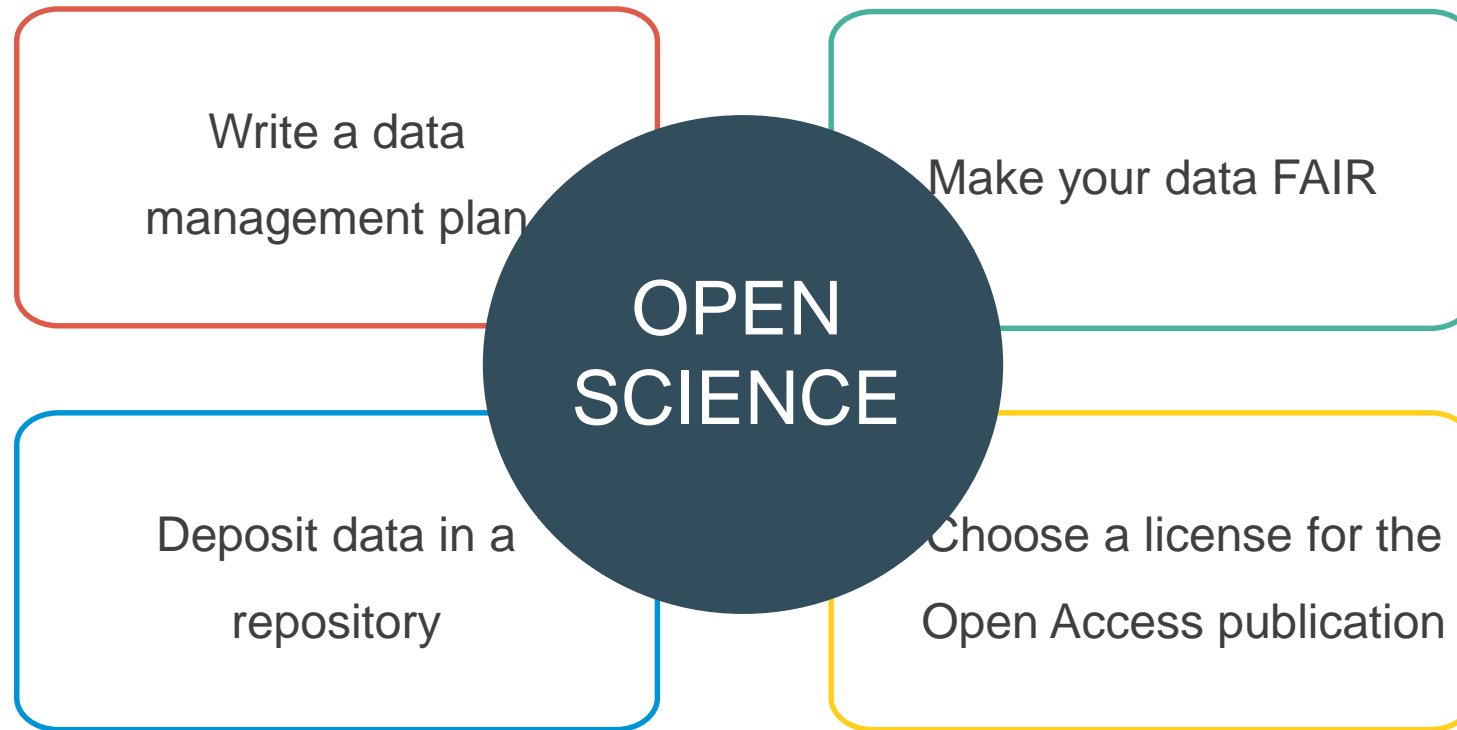 Write a data
management plan
Make your data FAIR
OPEN
SCIENCE
Deposit data in a
repository
Choose a license for the
Open Access publication